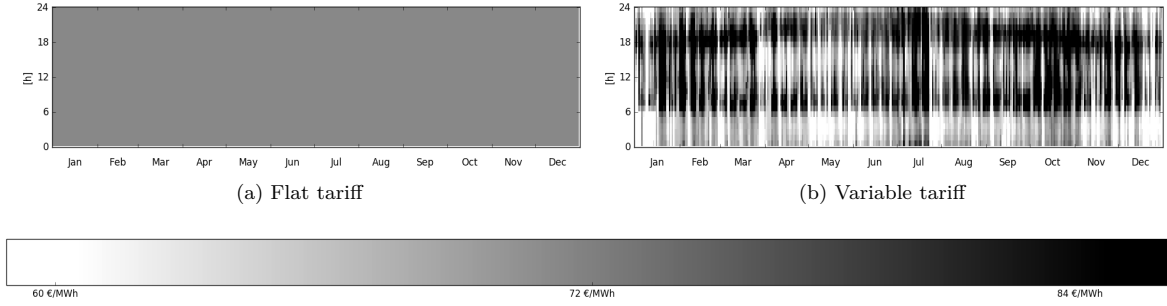 24
18
[h]
12
6
0
Jan Feb Mar Apr May Jun Jul Aug Sep Oct Nov Dec
(a) Flat tariff
24
18
[h]
12
6
0
Jan Feb Mar Apr May Jun Jul Aug Sep Oct Nov Dec
(b) Variable tariff
60 €/MWh 72 €/MWh 84 €/MWh